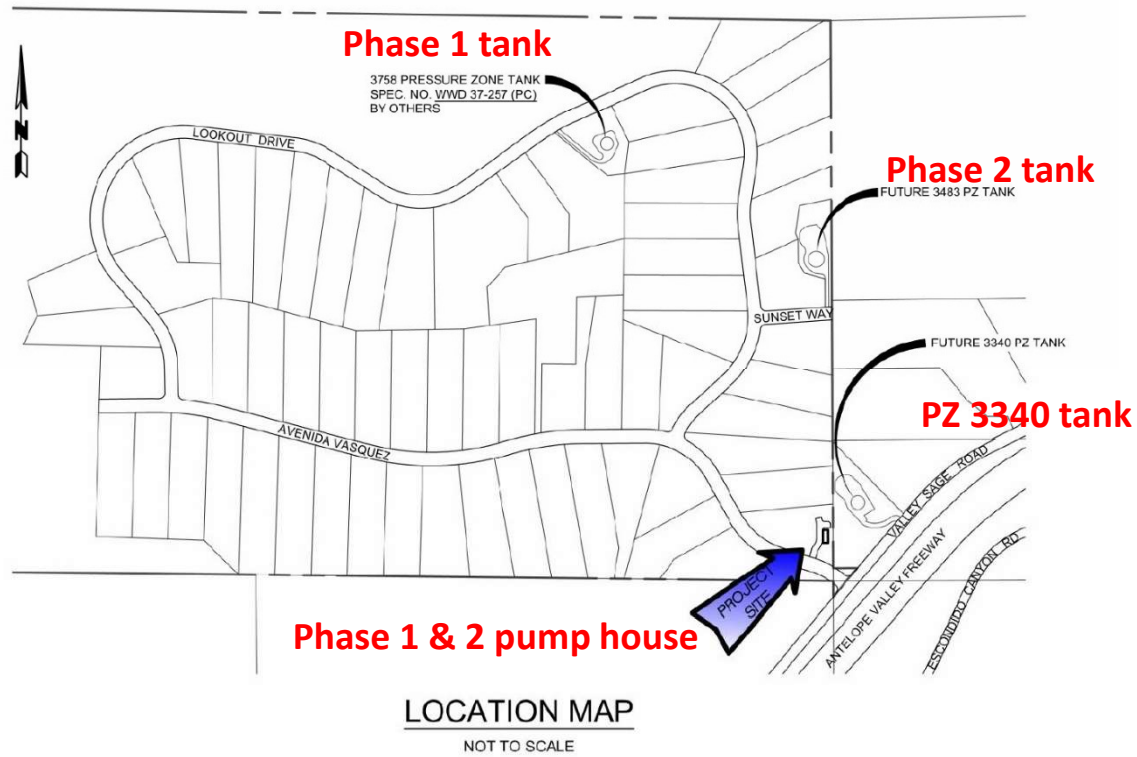 Phase 1 tank
3758 PRESSURE ZONE TANK
SPEC. NO. WWD 37-257 (PC)
BY OTHERS
N
LOOKOUT DRIVE
Phase 2 tank
FUTURE 3483 PZ TANK
SUNSET WAY
FUTURE 3340 PZ TANK
PZ 3340 tank
AVENIDA VASQUEZ
VALLEY SAGE ROAD
ANTELOPE VALLEY FREEWAY
ESCONDIDO CANYON RD
PROJECT
SITE
Phase 1 & 2 pump house
LOCATION MAP
NOT TO SCALE